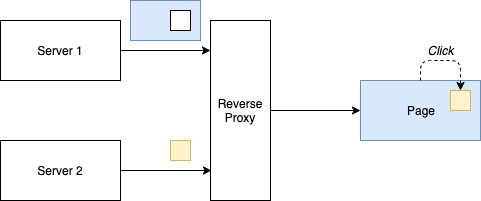 Click
Server 1
Reverse
Proxy
Page
Server 2